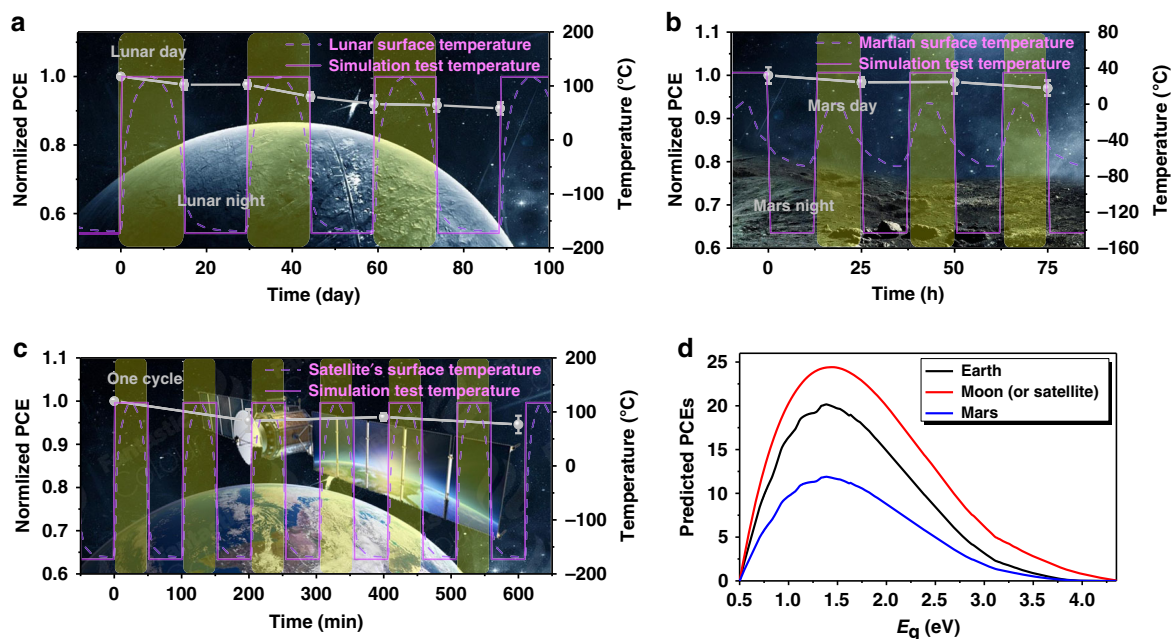 a
Lunar day
Lunar surface temperature
Simulation test temperature
Lunar night
Normlized PCE
1.0
0.9
0.8
0.7
0.6
200
100
0
−100
−200
Temperature (°C)
0 20 40 60 80 100
Time (day)
b
Martian surface temperature
Simulation test temperature
Mars day
Mars night
Normlized PCE
1.1
1.0
0.9
0.8
0.7
0.6
80
40
0
−40
−80
−120
−160
Temperature (°C)
0 25 50 75
Time (h)
c
One cycle
Satellite's surface temperature
Simulation test temperature
Normlized PCE
1.1
1.0
0.9
0.8
0.7
0.6
200
100
0
−100
−200
Temperature (°C)
0 100 200 300 400 500 600
Time (min)
d
Earth
Moon (or satellite)
Mars
Predicted PCEs
25
20
15
10
5
0
0.5 1.0 1.5 2.0 2.5 3.0 3.5 4.0
Eg (eV)